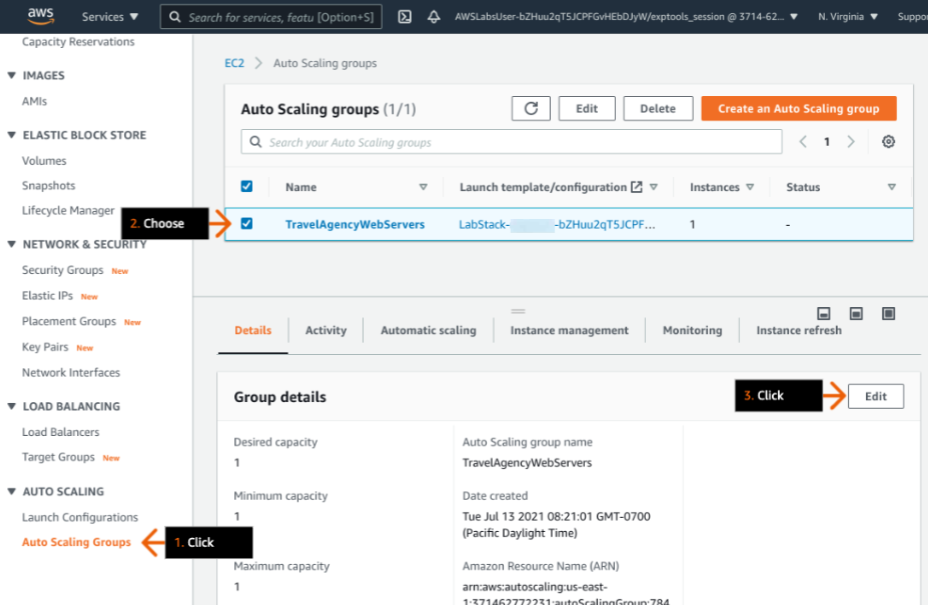 aws
Services
Search for services, featu [Option+S]
AWSLabsUser-bZHuu2qT5JCPFGvHEbDJyW/exptools_session @ 3714-62...
N. Virginia
Suppo
Capacity Reservations
IMAGES
AMIs
ELASTIC BLOCK STORE
Volumes
Snapshots
Lifecycle Manager
NETWORK & SECURITY
Security Groups New
Elastic IPs New
Placement Groups New
Key Pairs New
Network Interfaces
LOAD BALANCING
Load Balancers
Target Groups New
AUTO SCALING
Launch Configurations
Auto Scaling Groups
1. Click
EC2 > Auto Scaling groups
Auto Scaling groups (1/1)
Edit
Delete
Create an Auto Scaling group
Search your Auto Scaling groups
1
Name
Launch template/configuration
Instances
Status
2. Choose
TravelAgencyWebServers
LabStack-
-bZHuu2qT5JCPF...
1
-
Details
Activity
Automatic scaling
Instance management
Monitoring
Instance refresh
Group details
3. Click
Edit
Desired capacity
1
Minimum capacity
1
Maximum capacity
1
Auto Scaling group name
TravelAgencyWebServers
Date created
Tue Jul 13 2021 08:21:01 GMT-0700
(Pacific Daylight Time)
Amazon Resource Name (ARN)
arn:aws:autoscaling:us-east-
1:371462772231:autoScalingGroup:784